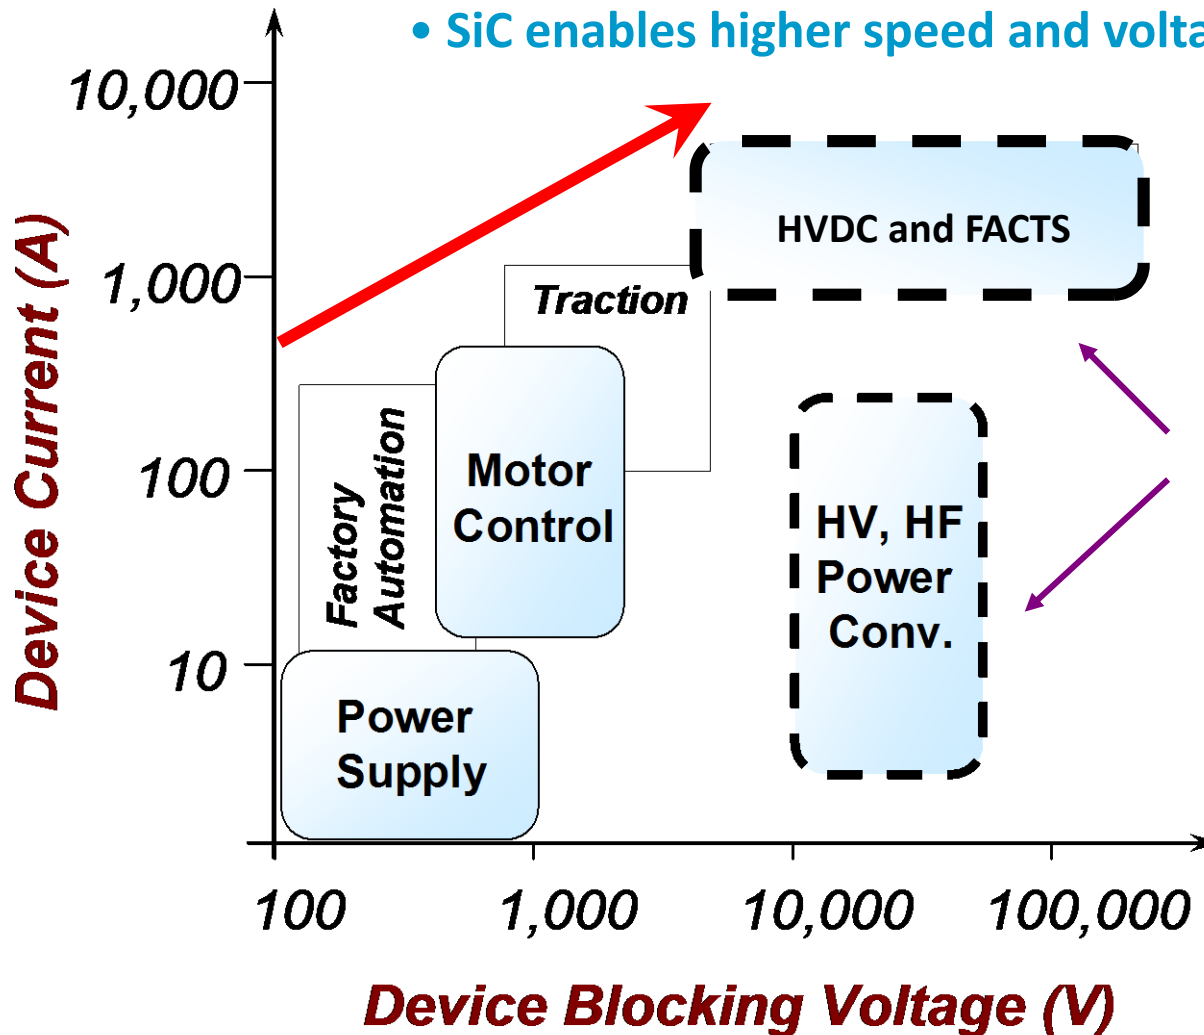 • SiC enables higher speed and
10,000
1,000
100
10
Device Current (A)
HVDC and FACTS
Traction
Factory
Automation
Motor
Control
HV, HF
Power
Conv.
Power
Supply
100
1,000
10,000
100,000
Device Blocking Voltage (V)